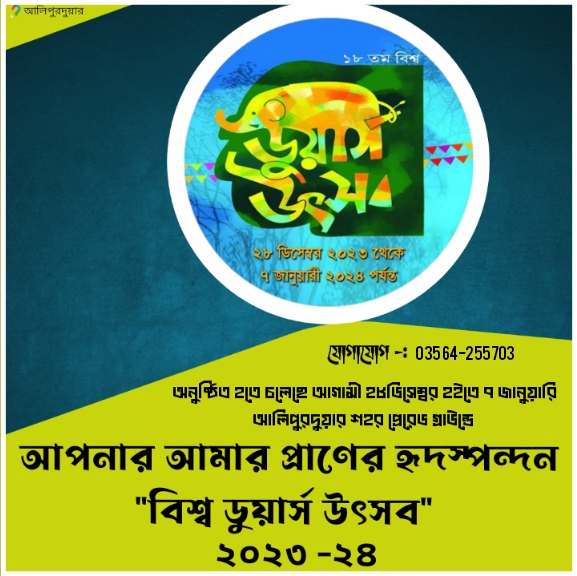 আলিপুরদুয়ার
১৮ তম বিশ্ব
ডুয়ার্স
উৎসব
২৮ ডিসেম্বর ২০২৩ থেকে
৭ জানুয়ারী ২০২৪ পর্যন্ত
যোগাযোগ -: 03564-255703
অনুষ্ঠিত হতে চলেছে আগামী ২৮ডিসেম্বর হইতে ৭ জানুয়ারি
আলিপুরদুয়ার শহর প্রেরেড গ্রাউন্ডে
আপনার আমার প্রাণের হৃদস্পন্দন
"বিশ্ব ডুয়ার্স উৎসব"
২০২৩ -২৪